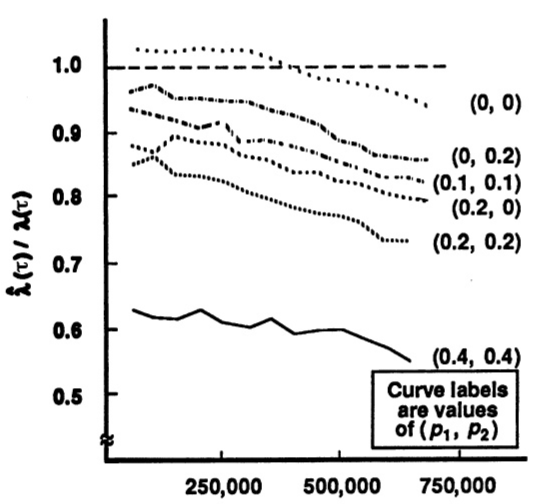 1.0
(0, 0)
0.9
(0, 0.2)
(0.1, 0.1)
0.8
(0.2, 0)
(0.2, 0.2)
0.7
λ̂(τ) / λ(τ)
0.6
(0.4, 0.4)
0.5
Curve labels
are values
of (p₁, p₂)
250,000 500,000 750,000